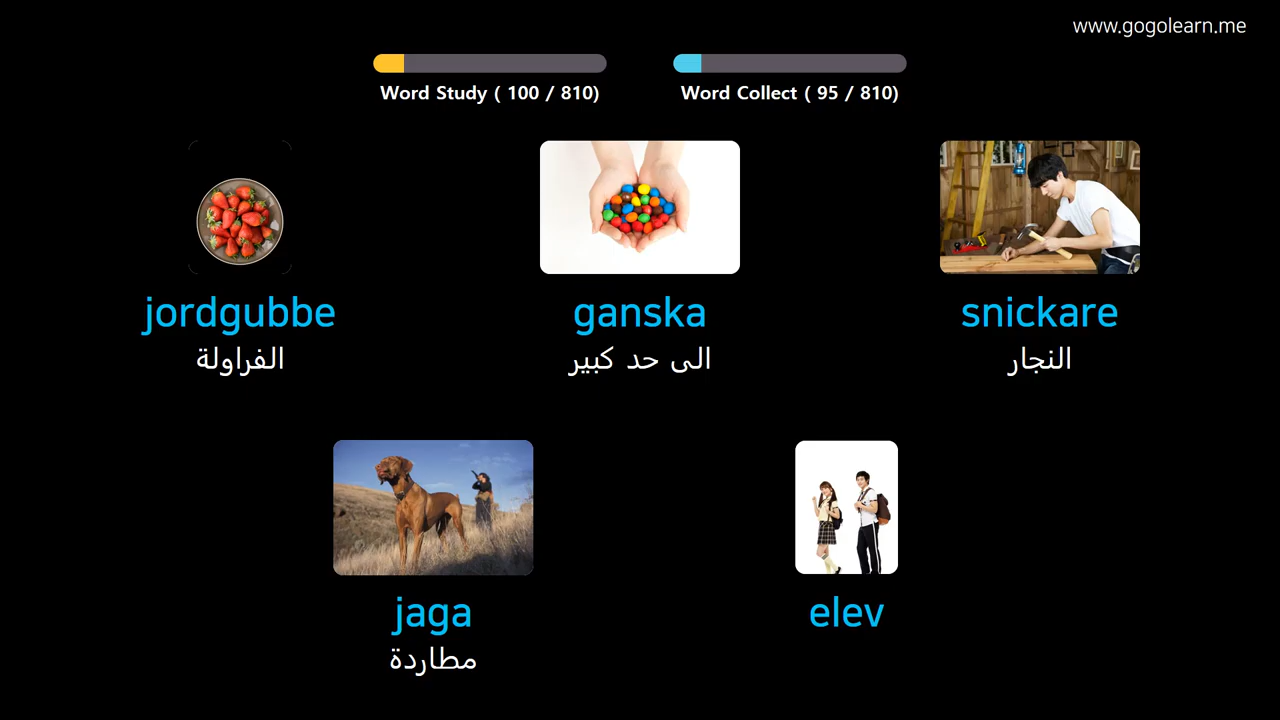 www.gogolearn.me
Word Study ( 100 / 810)
Word Collect ( 95 / 810)
jordgubbe
الفراولة
ganska
الى حد كبير
snickare
النجار
jaga
مطاردة
elev